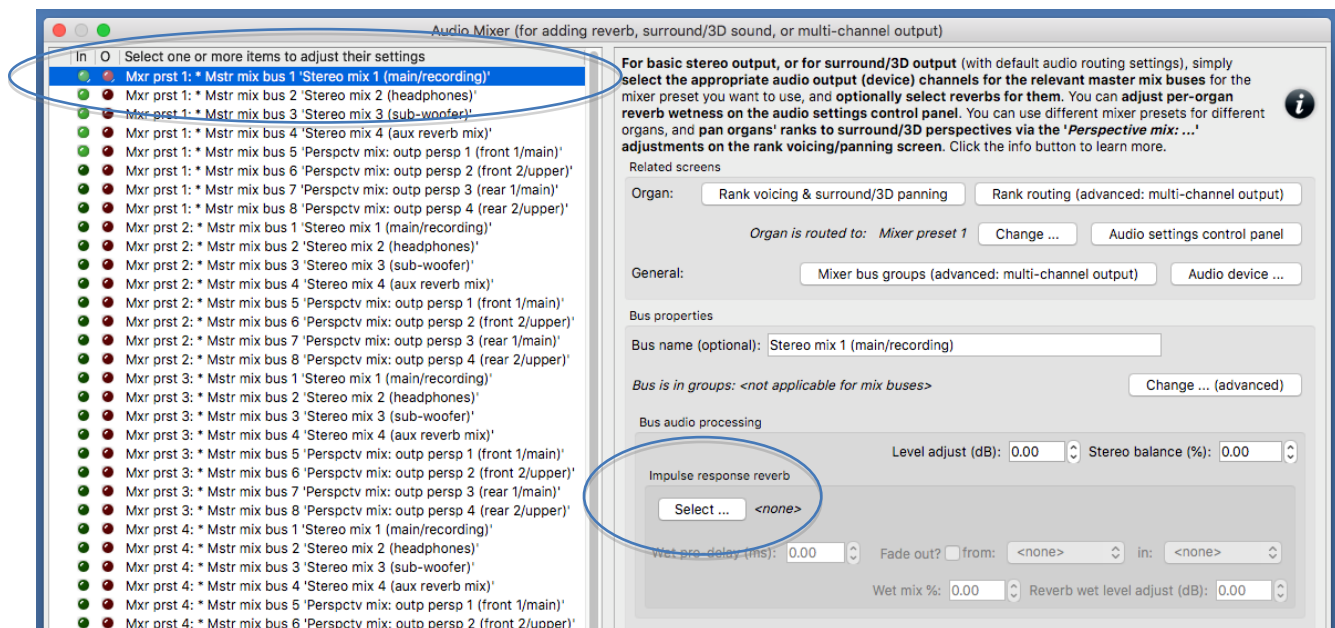 Audio Mixer (for adding reverb, surround/3D sound, or multi-channel output)
In O Select one or more items to adjust their settings
Mxr prst 1: * Mstr mix bus 1 'Stereo mix 1 (main/recording)'
Mxr prst 1: * Mstr mix bus 2 'Stereo mix 2 (headphones)'
Mxr prst 1: * Mstr mix bus 3 'Stereo mix 3 (sub-woofer)'
Mxr prst 1: * Mstr mix bus 4 'Stereo mix 4 (aux reverb mix)'
Mxr prst 1: * Mstr mix bus 5 'Perspctv mix: outp persp 1 (front 1/main)'
Mxr prst 1: * Mstr mix bus 6 'Perspctv mix: outp persp 2 (front 2/upper)'
Mxr prst 1: * Mstr mix bus 7 'Perspctv mix: outp persp 3 (rear 1/main)'
Mxr prst 1: * Mstr mix bus 8 'Perspctv mix: outp persp 4 (rear 2/upper)'
Mxr prst 2: * Mstr mix bus 1 'Stereo mix 1 (main/recording)'
Mxr prst 2: * Mstr mix bus 2 'Stereo mix 2 (headphones)'
Mxr prst 2: * Mstr mix bus 3 'Stereo mix 3 (sub-woofer)'
Mxr prst 2: * Mstr mix bus 4 'Stereo mix 4 (aux reverb mix)'
Mxr prst 2: * Mstr mix bus 5 'Perspctv mix: outp persp 1 (front 1/main)'
Mxr prst 2: * Mstr mix bus 6 'Perspctv mix: outp persp 2 (front 2/upper)'
Mxr prst 2: * Mstr mix bus 7 'Perspctv mix: outp persp 3 (rear 1/main)'
Mxr prst 2: * Mstr mix bus 8 'Perspctv mix: outp persp 4 (rear 2/upper)'
Mxr prst 3: * Mstr mix bus 1 'Stereo mix 1 (main/recording)'
Mxr prst 3: * Mstr mix bus 2 'Stereo mix 2 (headphones)'
Mxr prst 3: * Mstr mix bus 3 'Stereo mix 3 (sub-woofer)'
Mxr prst 3: * Mstr mix bus 4 'Stereo mix 4 (aux reverb mix)'
Mxr prst 3: * Mstr mix bus 5 'Perspctv mix: outp persp 1 (front 1/main)'
Mxr prst 3: * Mstr mix bus 6 'Perspctv mix: outp persp 2 (front 2/upper)'
Mxr prst 3: * Mstr mix bus 7 'Perspctv mix: outp persp 3 (rear 1/main)'
Mxr prst 3: * Mstr mix bus 8 'Perspctv mix: outp persp 4 (rear 2/upper)'
Mxr prst 4: * Mstr mix bus 1 'Stereo mix 1 (main/recording)'
Mxr prst 4: * Mstr mix bus 2 'Stereo mix 2 (headphones)'
Mxr prst 4: * Mstr mix bus 3 'Stereo mix 3 (sub-woofer)'
Mxr prst 4: * Mstr mix bus 4 'Stereo mix 4 (aux reverb mix)'
Mxr prst 4: * Mstr mix bus 5 'Perspctv mix: outp persp 1 (front 1/main)'
Mxr prst 4: * Mstr mix bus 6 'Perspctv mix: outp persp 2 (front 2/upper)'
For basic stereo output, or for surround/3D output (with default audio routing settings), simply
select the appropriate audio output (device) channels for the relevant master mix buses for the
mixer preset you want to use, and optionally select reverbs for them. You can adjust per-organ
reverb wetness on the audio settings control panel. You can use different mixer presets for different
organs, and pan organs' ranks to surround/3D perspectives via the 'Perspective mix: ...'
adjustments on the rank voicing/panning screen. Click the info button to learn more.
i
Related screens
Organ: Rank voicing & surround/3D panning Rank routing (advanced: multi-channel output)
Organ is routed to: Mixer preset 1 Change ... Audio settings control panel
General: Mixer bus groups (advanced: multi-channel output) Audio device ...
Bus properties
Bus name (optional): Stereo mix 1 (main/recording)
Bus is in groups: <not applicable for mix buses> Change ... (advanced)
Bus audio processing
Level adjust (dB): 0.00 Stereo balance (%): 0.00
Impulse response reverb
Select ... <none>
Wet pre-delay (ms): 0.00 Fade out? from: <none> in: <none>
Wet mix %: 0.00 Reverb wet level adjust (dB): 0.00